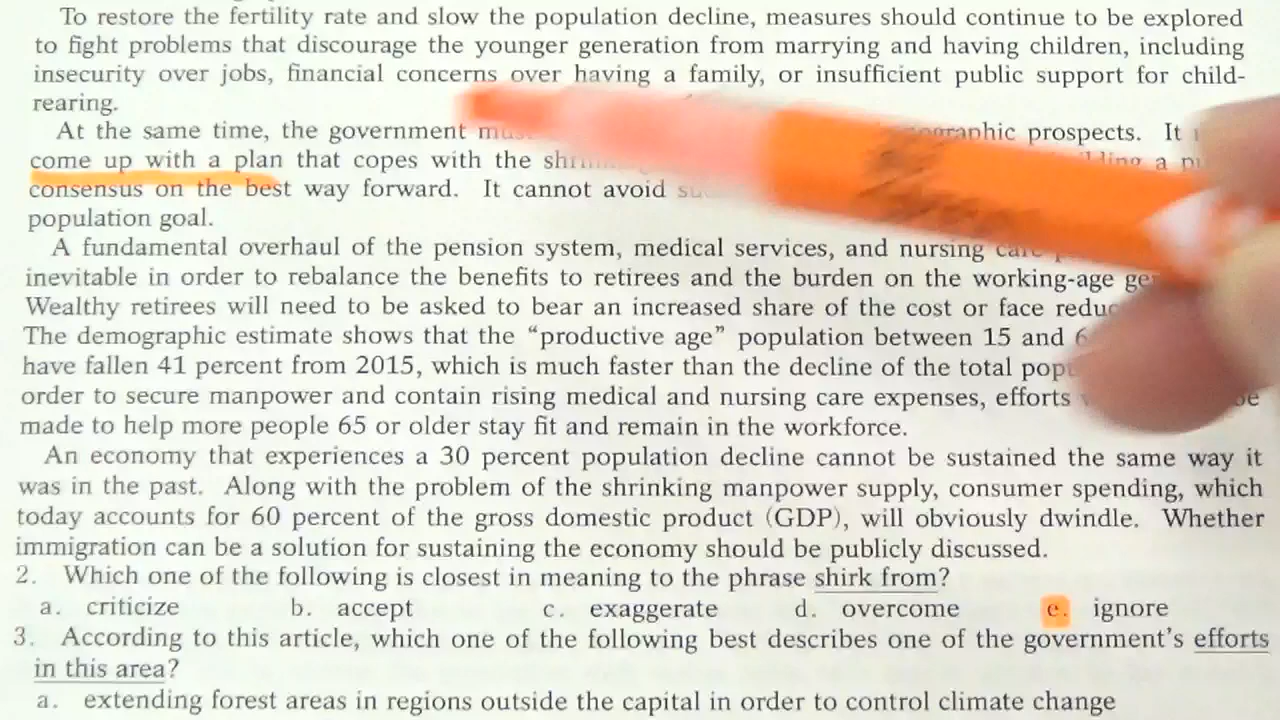 To restore the fertility rate and slow the population decline, measures should continue to be explored
to fight problems that discourage the younger generation from marrying and having children, including
insecurity over jobs, financial concerns over having a family, or insufficient public support for child-
rearing.
At the same time, the government prospects. It
come up with a plan that copes with the a
consensus on the best way forward. It cannot avoid
population goal.
A fundamental overhaul of the pension system, medical services, and nursing
inevitable in order to rebalance the benefits to retirees and the burden on the working-age
Wealthy retirees will need to be asked to bear an increased share of the cost or face
The demographic estimate shows that the “productive age” population between 15 and
have fallen 41 percent from 2015, which is much faster than the decline of the total
order to secure manpower and contain rising medical and nursing care expenses, efforts be
made to help more people 65 or older stay fit and remain in the workforce.
An economy that experiences a 30 percent population decline cannot be sustained the same way it
was in the past. Along with the problem of the shrinking manpower supply, consumer spending, which
today accounts for 60 percent of the gross domestic product (GDP), will obviously dwindle. Whether
immigration can be a solution for sustaining the economy should be publicly discussed.
2. Which one of the following is closest in meaning to the phrase shirk from?
a. criticize b. accept c. exaggerate d. overcome e. ignore
3. According to this article, which one of the following best describes one of the government's efforts
in this area?
a. extending forest areas in regions outside the capital in order to control climate change